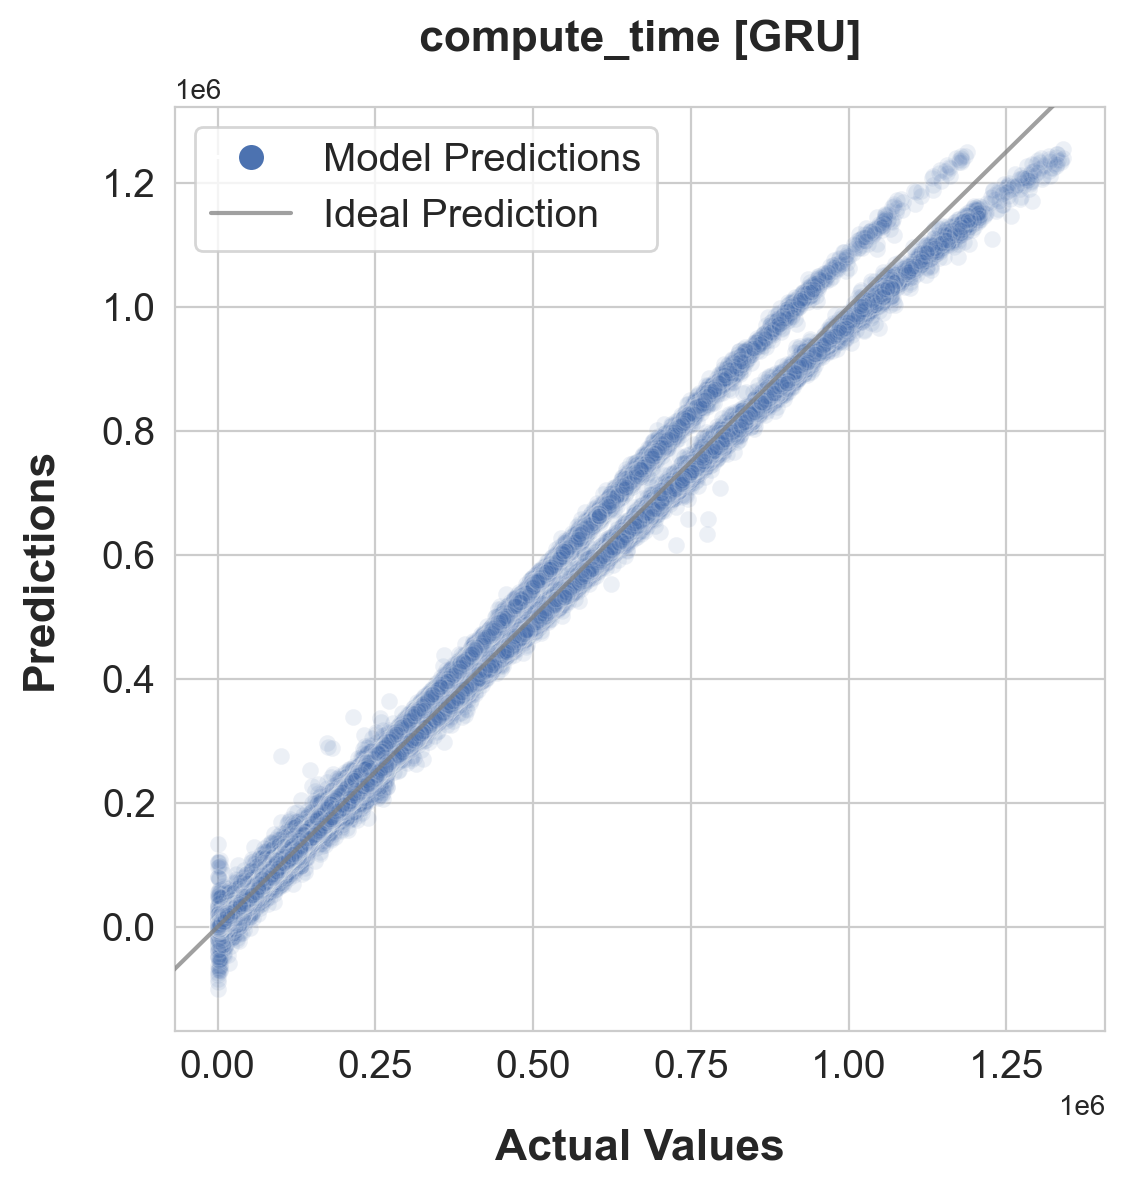 compute_time [GRU]
1e6
Model Predictions
Ideal Prediction
1.2
1.0
0.8
0.6
0.4
0.2
0.0
Predictions
0.00 0.25 0.50 0.75 1.00 1.25
1e6
Actual Values